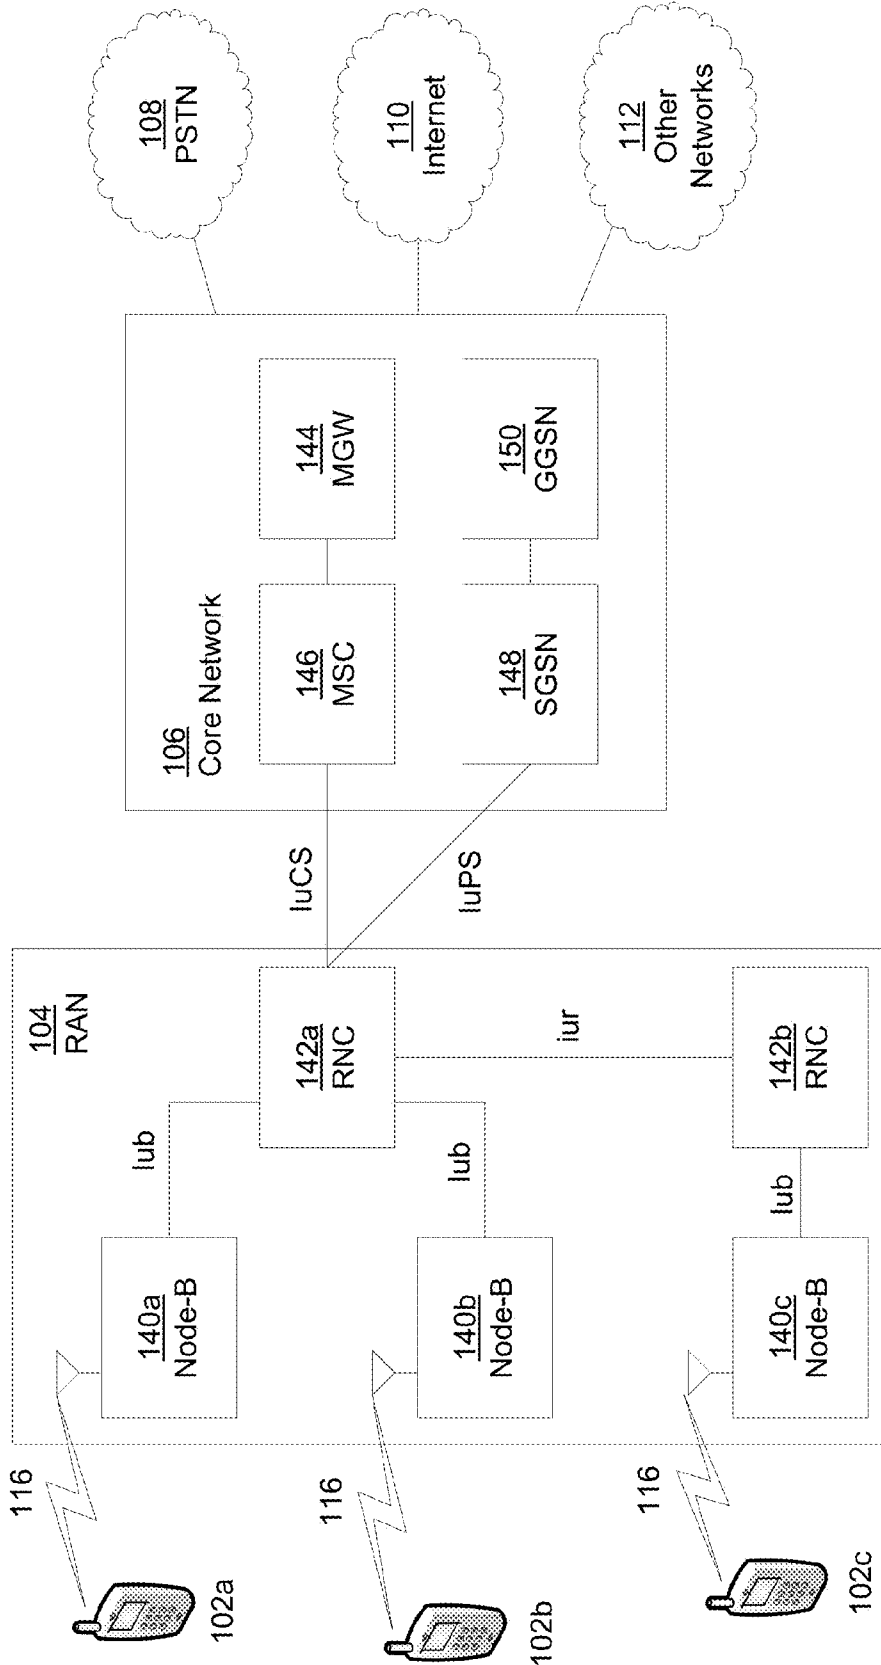 102a
116
102b
116
102c
116
104
RAN
140a
Node-B
140b
Node-B
140c
Node-B
Iub
Iub
Iub
142a
RNC
iur
142b
RNC
IuCS
IuPS
106
Core Network
146
MSC
144
MGW
148
SGSN
150
GGSN
108
PSTN
110
Internet
112
Other
Networks